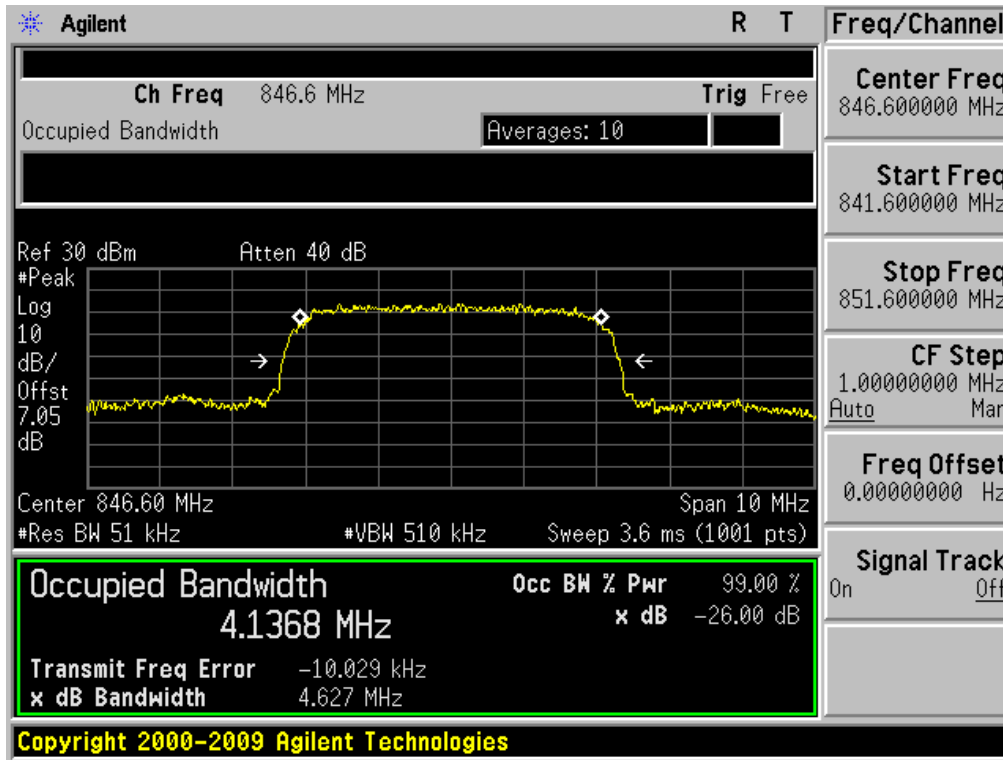 Agilent R T Freq/Channel
Ch Freq 846.6 MHz Trig Free
Occupied Bandwidth Averages: 10
Center Freq
846.600000 MHz
Start Freq
841.600000 MHz
Stop Freq
851.600000 MHz
CF Step
1.00000000 MHz
Auto Man
Freq Offset
0.00000000 Hz
Signal Track
On Off
Ref 30 dBm Atten 40 dB
#Peak
Log
10
dB/
Offst
7.05
dB
Center 846.60 MHz Span 10 MHz
#Res BW 51 kHz #VBW 510 kHz Sweep 3.6 ms (1001 pts)
Occupied Bandwidth Occ BW % Pwr 99.00 %
4.1368 MHz x dB -26.00 dB
Transmit Freq Error -10.029 kHz
x dB Bandwidth 4.627 MHz
Copyright 2000-2009 Agilent Technologies